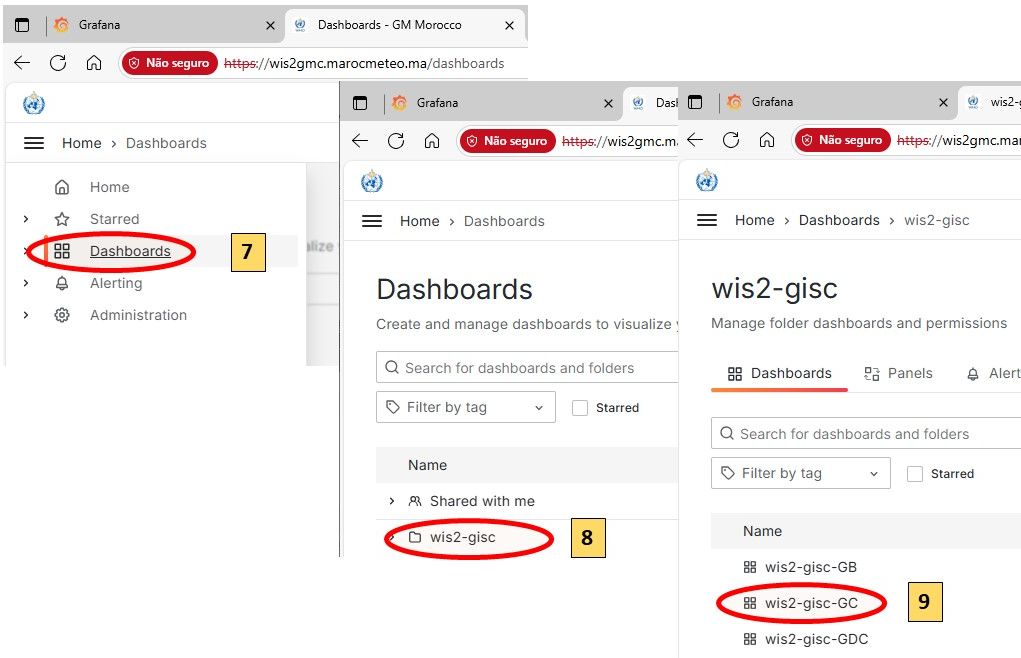 Grafana
Dashboards - GM Morocco
Não seguro https://wis2gmc.marocmeteo.ma/dashboards
Home › Dashboards
Home
Starred
Dashboards
Alerting
Administration
7
Grafana
Não seguro https://wis2gmc.m
Home › Dashboards
Dashboards
Create and manage dashboards to visualize
Search for dashboards and folders
Filter by tag
Starred
Name
Shared with me
wis2-gisc
8
Grafana
wis2-g
Não seguro https://wis2gmc.mar
Home › Dashboards › wis2-gisc
wis2-gisc
Manage folder dashboards and permissions
Dashboards Panels Alert
Search for dashboards and folders
Filter by tag
Starred
Name
wis2-gisc-GB
wis2-gisc-GC
wis2-gisc-GDC
9